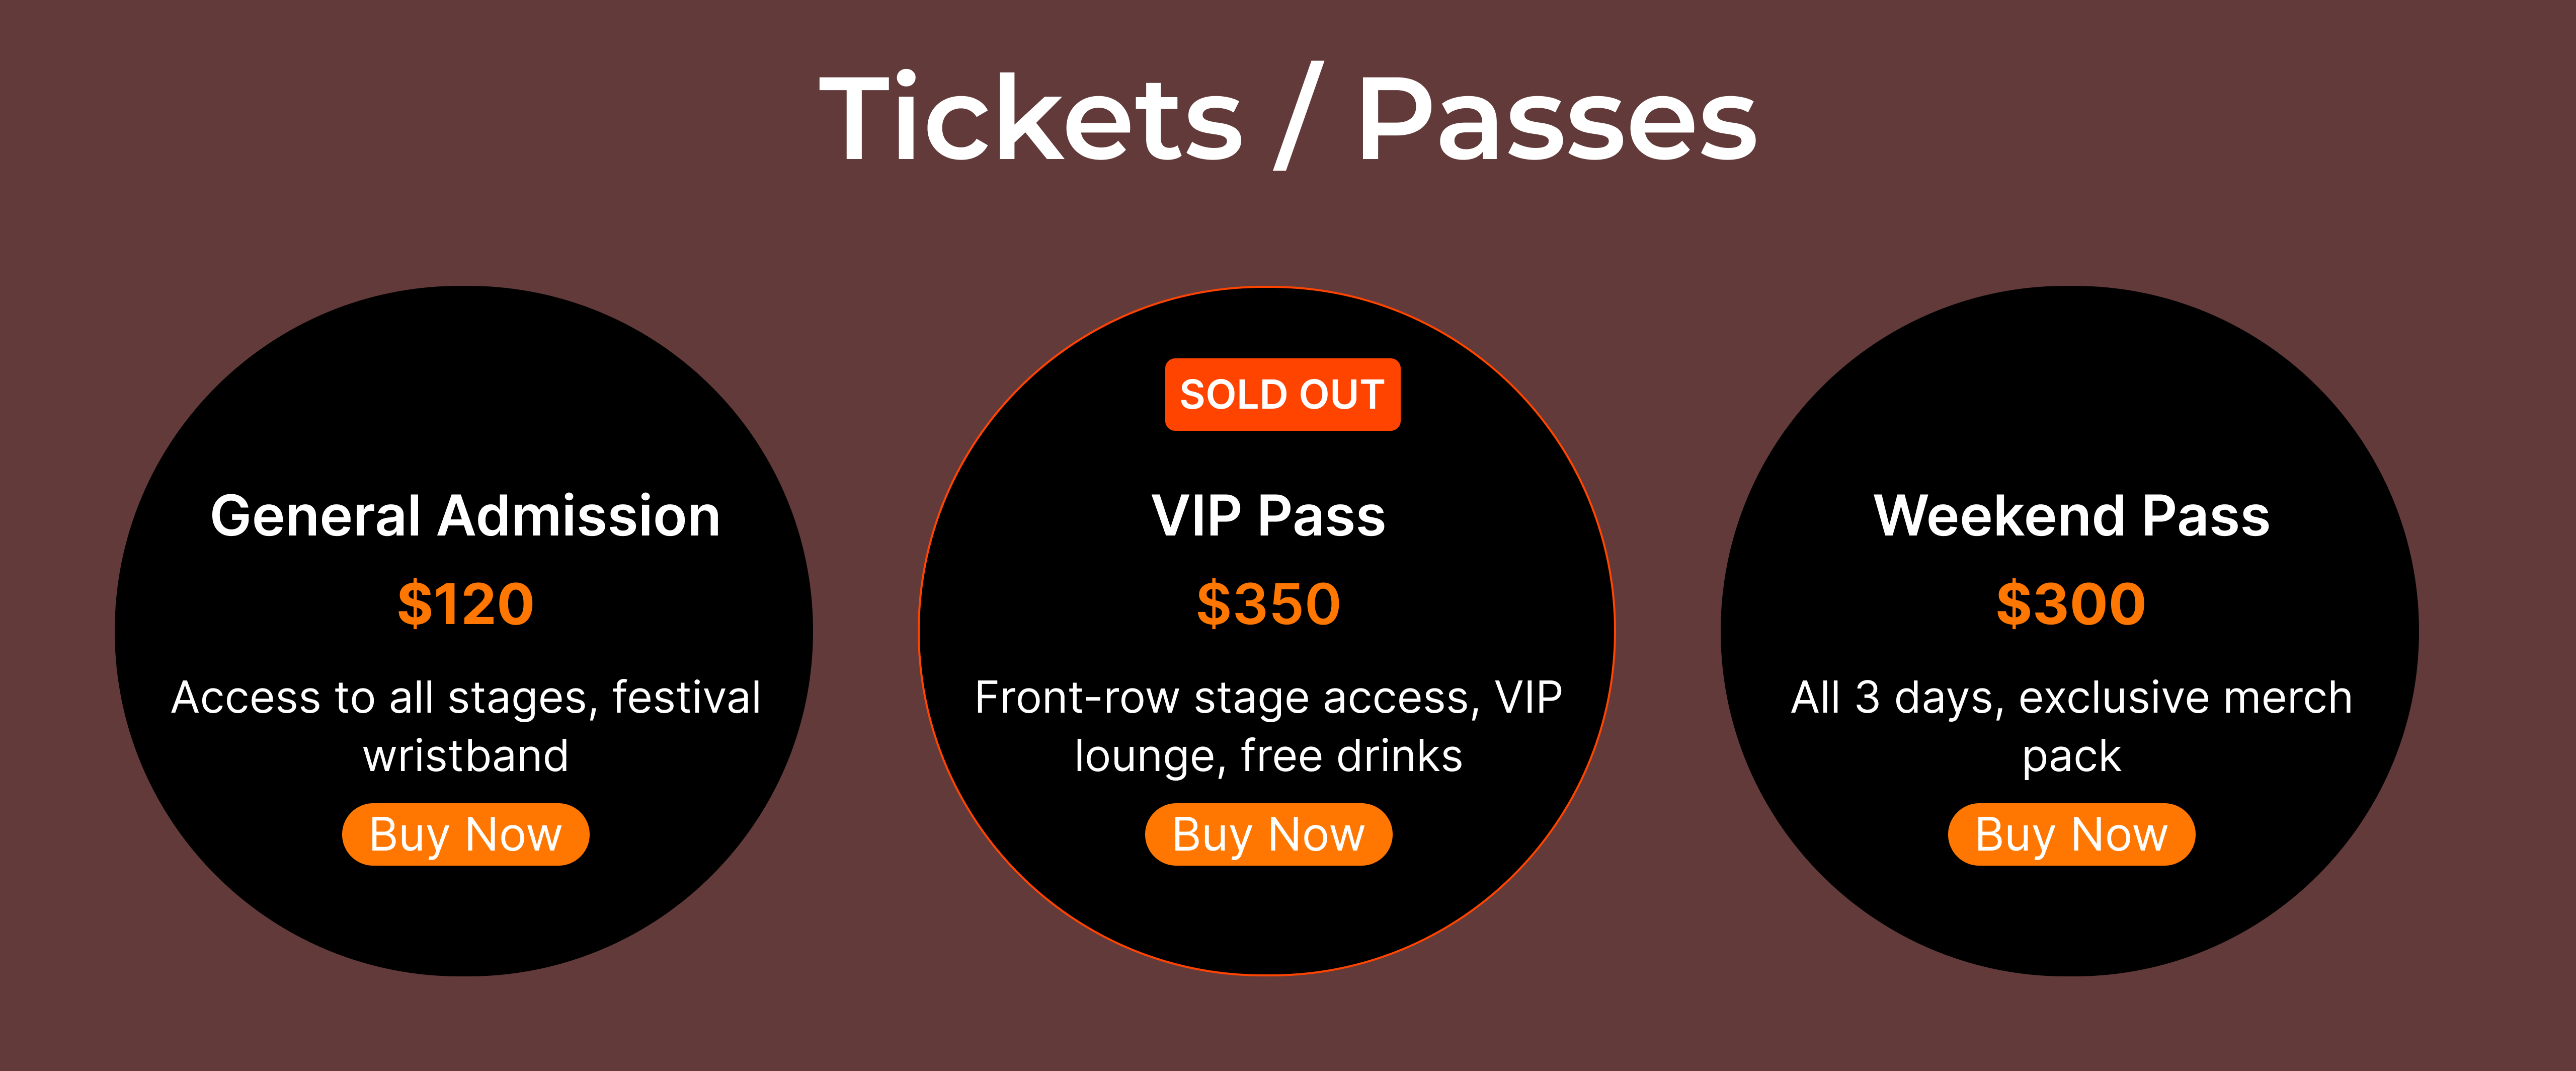 Tickets / Passes
General Admission
$120
Access to all stages, festival
wristband
Buy Now
SOLD OUT
VIP Pass
$350
Front-row stage access, VIP
lounge, free drinks
Buy Now
Weekend Pass
$300
All 3 days, exclusive merch
pack
Buy Now